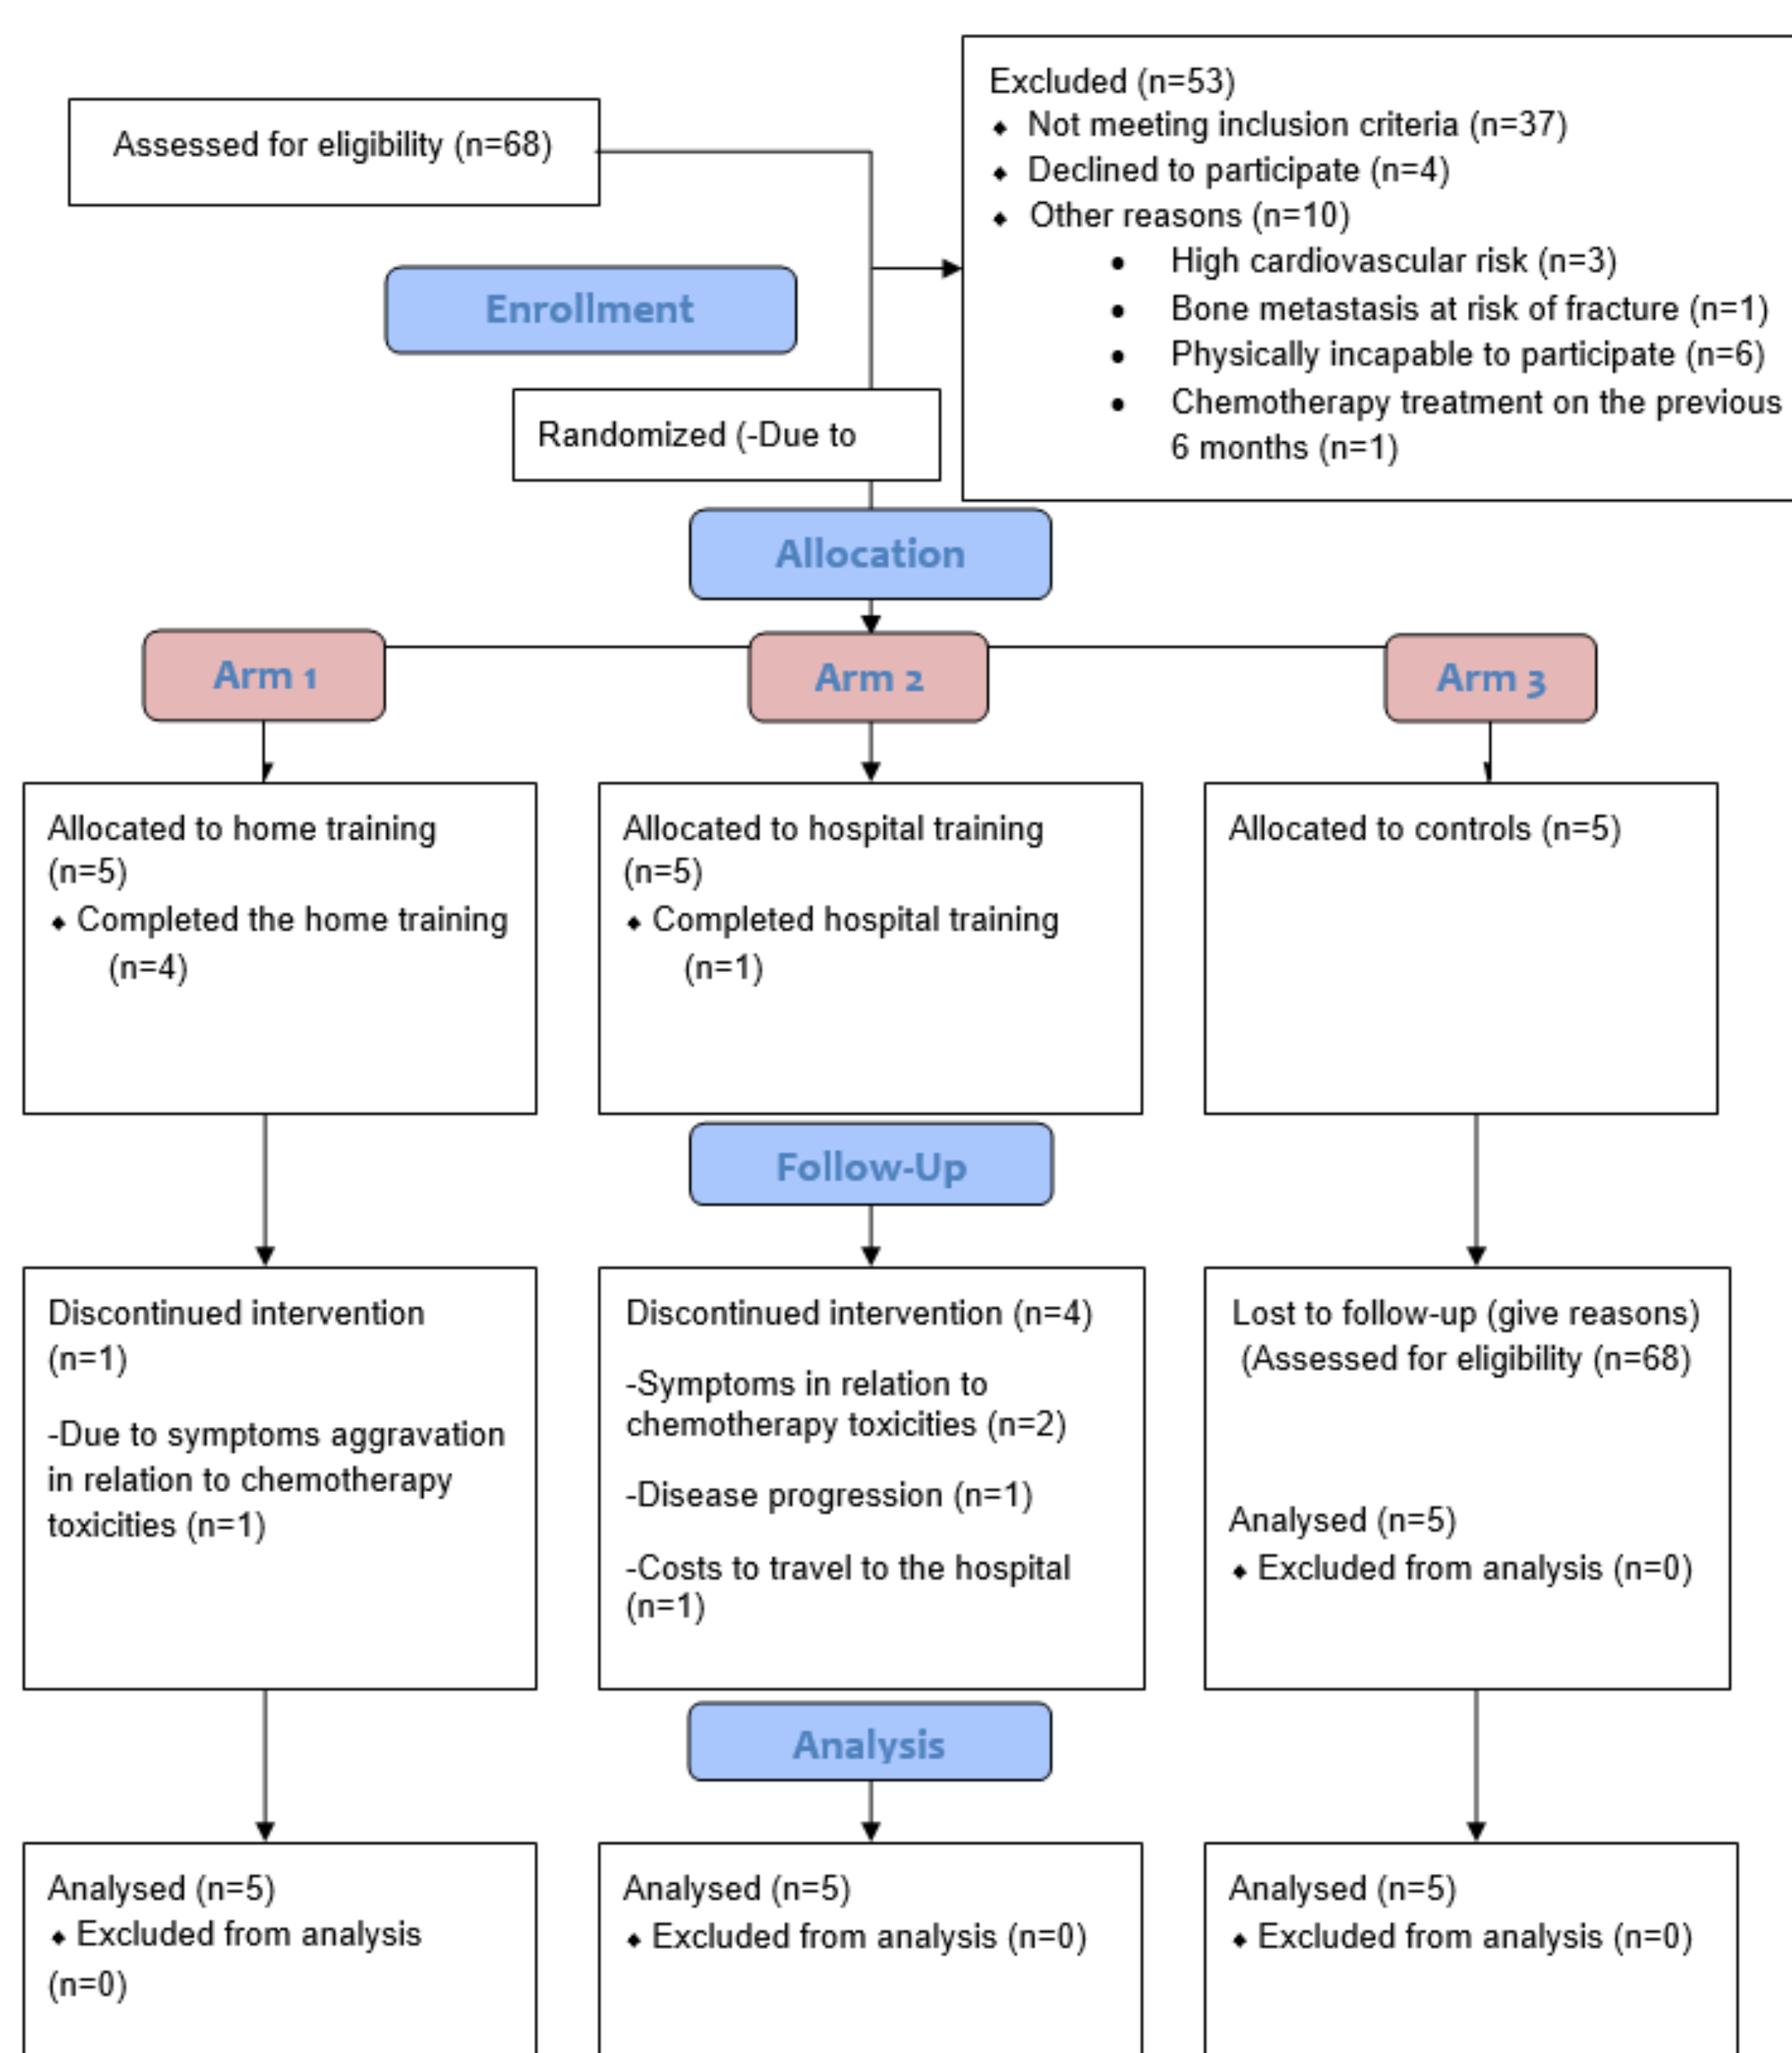 Assessed for eligibility (n=68)
Excluded (n=53)
⬥ Not meeting inclusion criteria (n=37)
⬥ Declined to participate (n=4)
⬥ Other reasons (n=10)
● High cardiovascular risk (n=3)
● Bone metastasis at risk of fracture (n=1)
● Physically incapable to participate (n=6)
● Chemotherapy treatment on the previous
6 months (n=1)
Enrollment
Randomized (-Due to
Allocation
Arm 1
Arm 2
Arm 3
Allocated to home training
(n=5)
⬥ Completed the home training
(n=4)
Allocated to hospital training
(n=5)
⬥ Completed hospital training
(n=1)
Allocated to controls (n=5)
Follow-Up
Discontinued intervention
(n=1)
-Due to symptoms aggravation
in relation to chemotherapy
toxicities (n=1)
Discontinued intervention (n=4)
-Symptoms in relation to
chemotherapy toxicities (n=2)
-Disease progression (n=1)
-Costs to travel to the hospital
(n=1)
Lost to follow-up (give reasons)
(Assessed for eligibility (n=68)
Analysed (n=5)
⬥ Excluded from analysis (n=0)
Analysis
Analysed (n=5)
⬥ Excluded from analysis
(n=0)
Analysed (n=5)
⬥ Excluded from analysis (n=0)
Analysed (n=5)
⬥ Excluded from analysis (n=0)